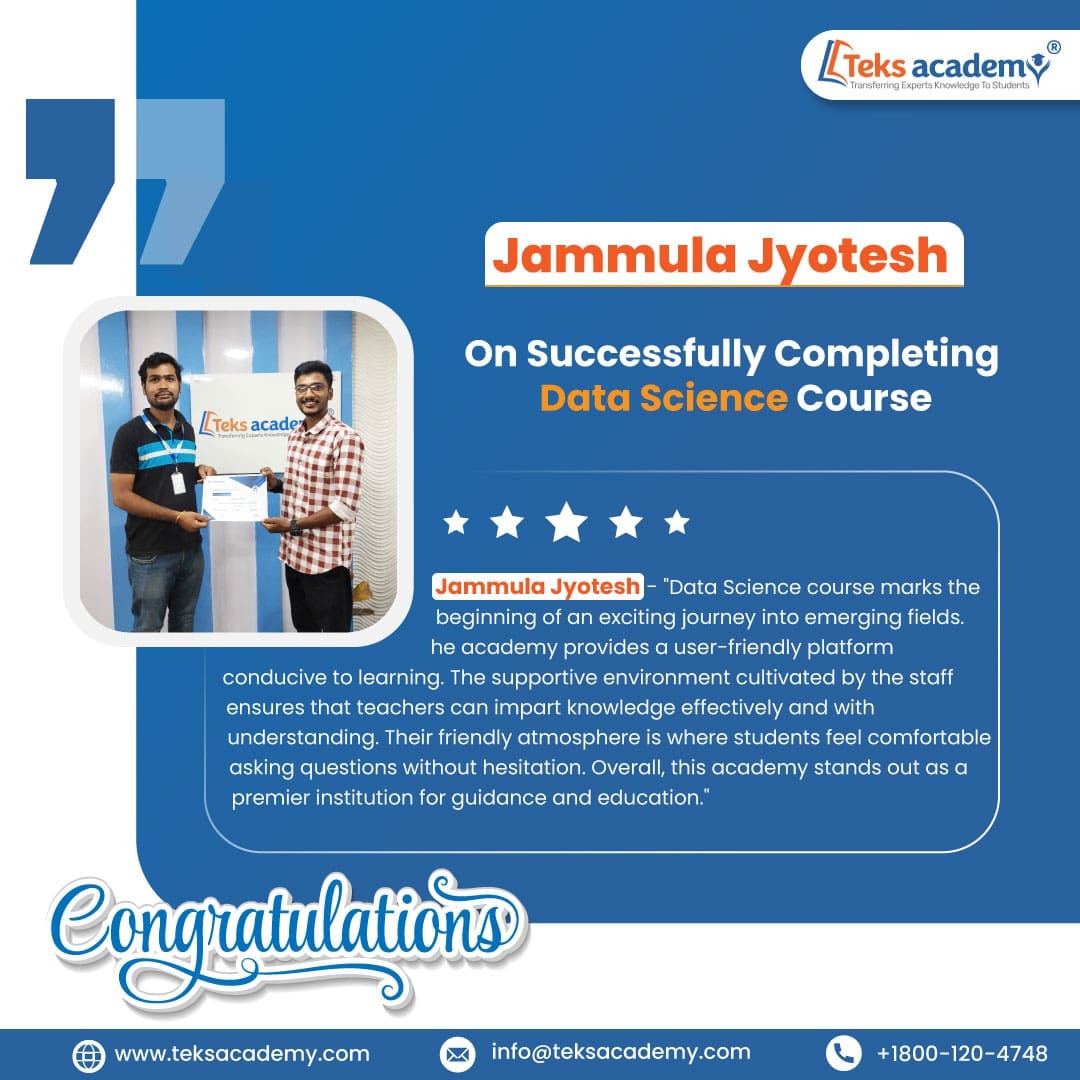 Teks academy®
Transferring Experts Knowledge To Students
Jammula Jyotesh
On Successfully Completing
Data Science Course
Teks acade
Transferring Experts Knowledg
Jammula Jyotesh - "Data Science course marks the
beginning of an exciting journey into emerging fields.
he academy provides a user-friendly platform
conducive to learning. The supportive environment cultivated by the staff
ensures that teachers can impart knowledge effectively and with
understanding. Their friendly atmosphere is where students feel comfortable
asking questions without hesitation. Overall, this academy stands out as a
premier institution for guidance and education."
Congratulations
www.teksacademy.com info@teksacademy.com +1800-120-4748